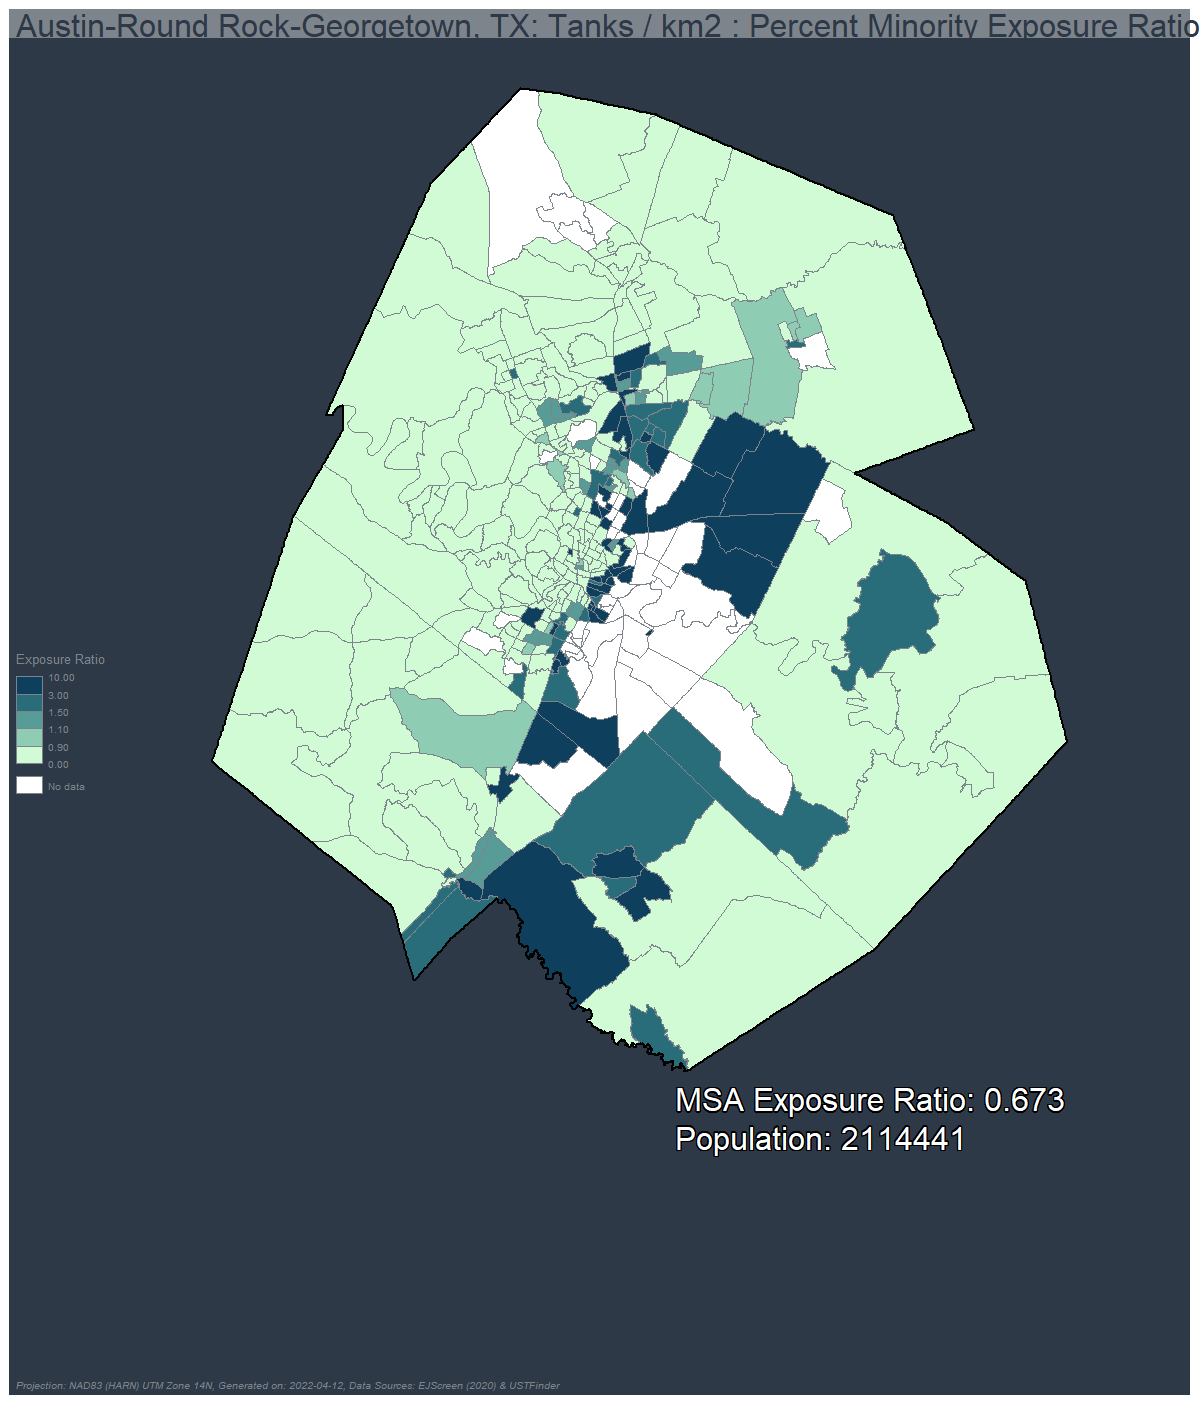 Austin-Round Rock-Georgetown, TX: Tanks / km2 : Percent Minority Exposure Ratio
Exposure Ratio
10.00
3.00
1.50
1.10
0.90
0.00
No data
MSA Exposure Ratio: 0.673
Population: 2114441
Projection: NAD83 (HARN) UTM Zone 14N, Generated on: 2022-04-12, Data Sources: EJScreen (2020) & USTFinder